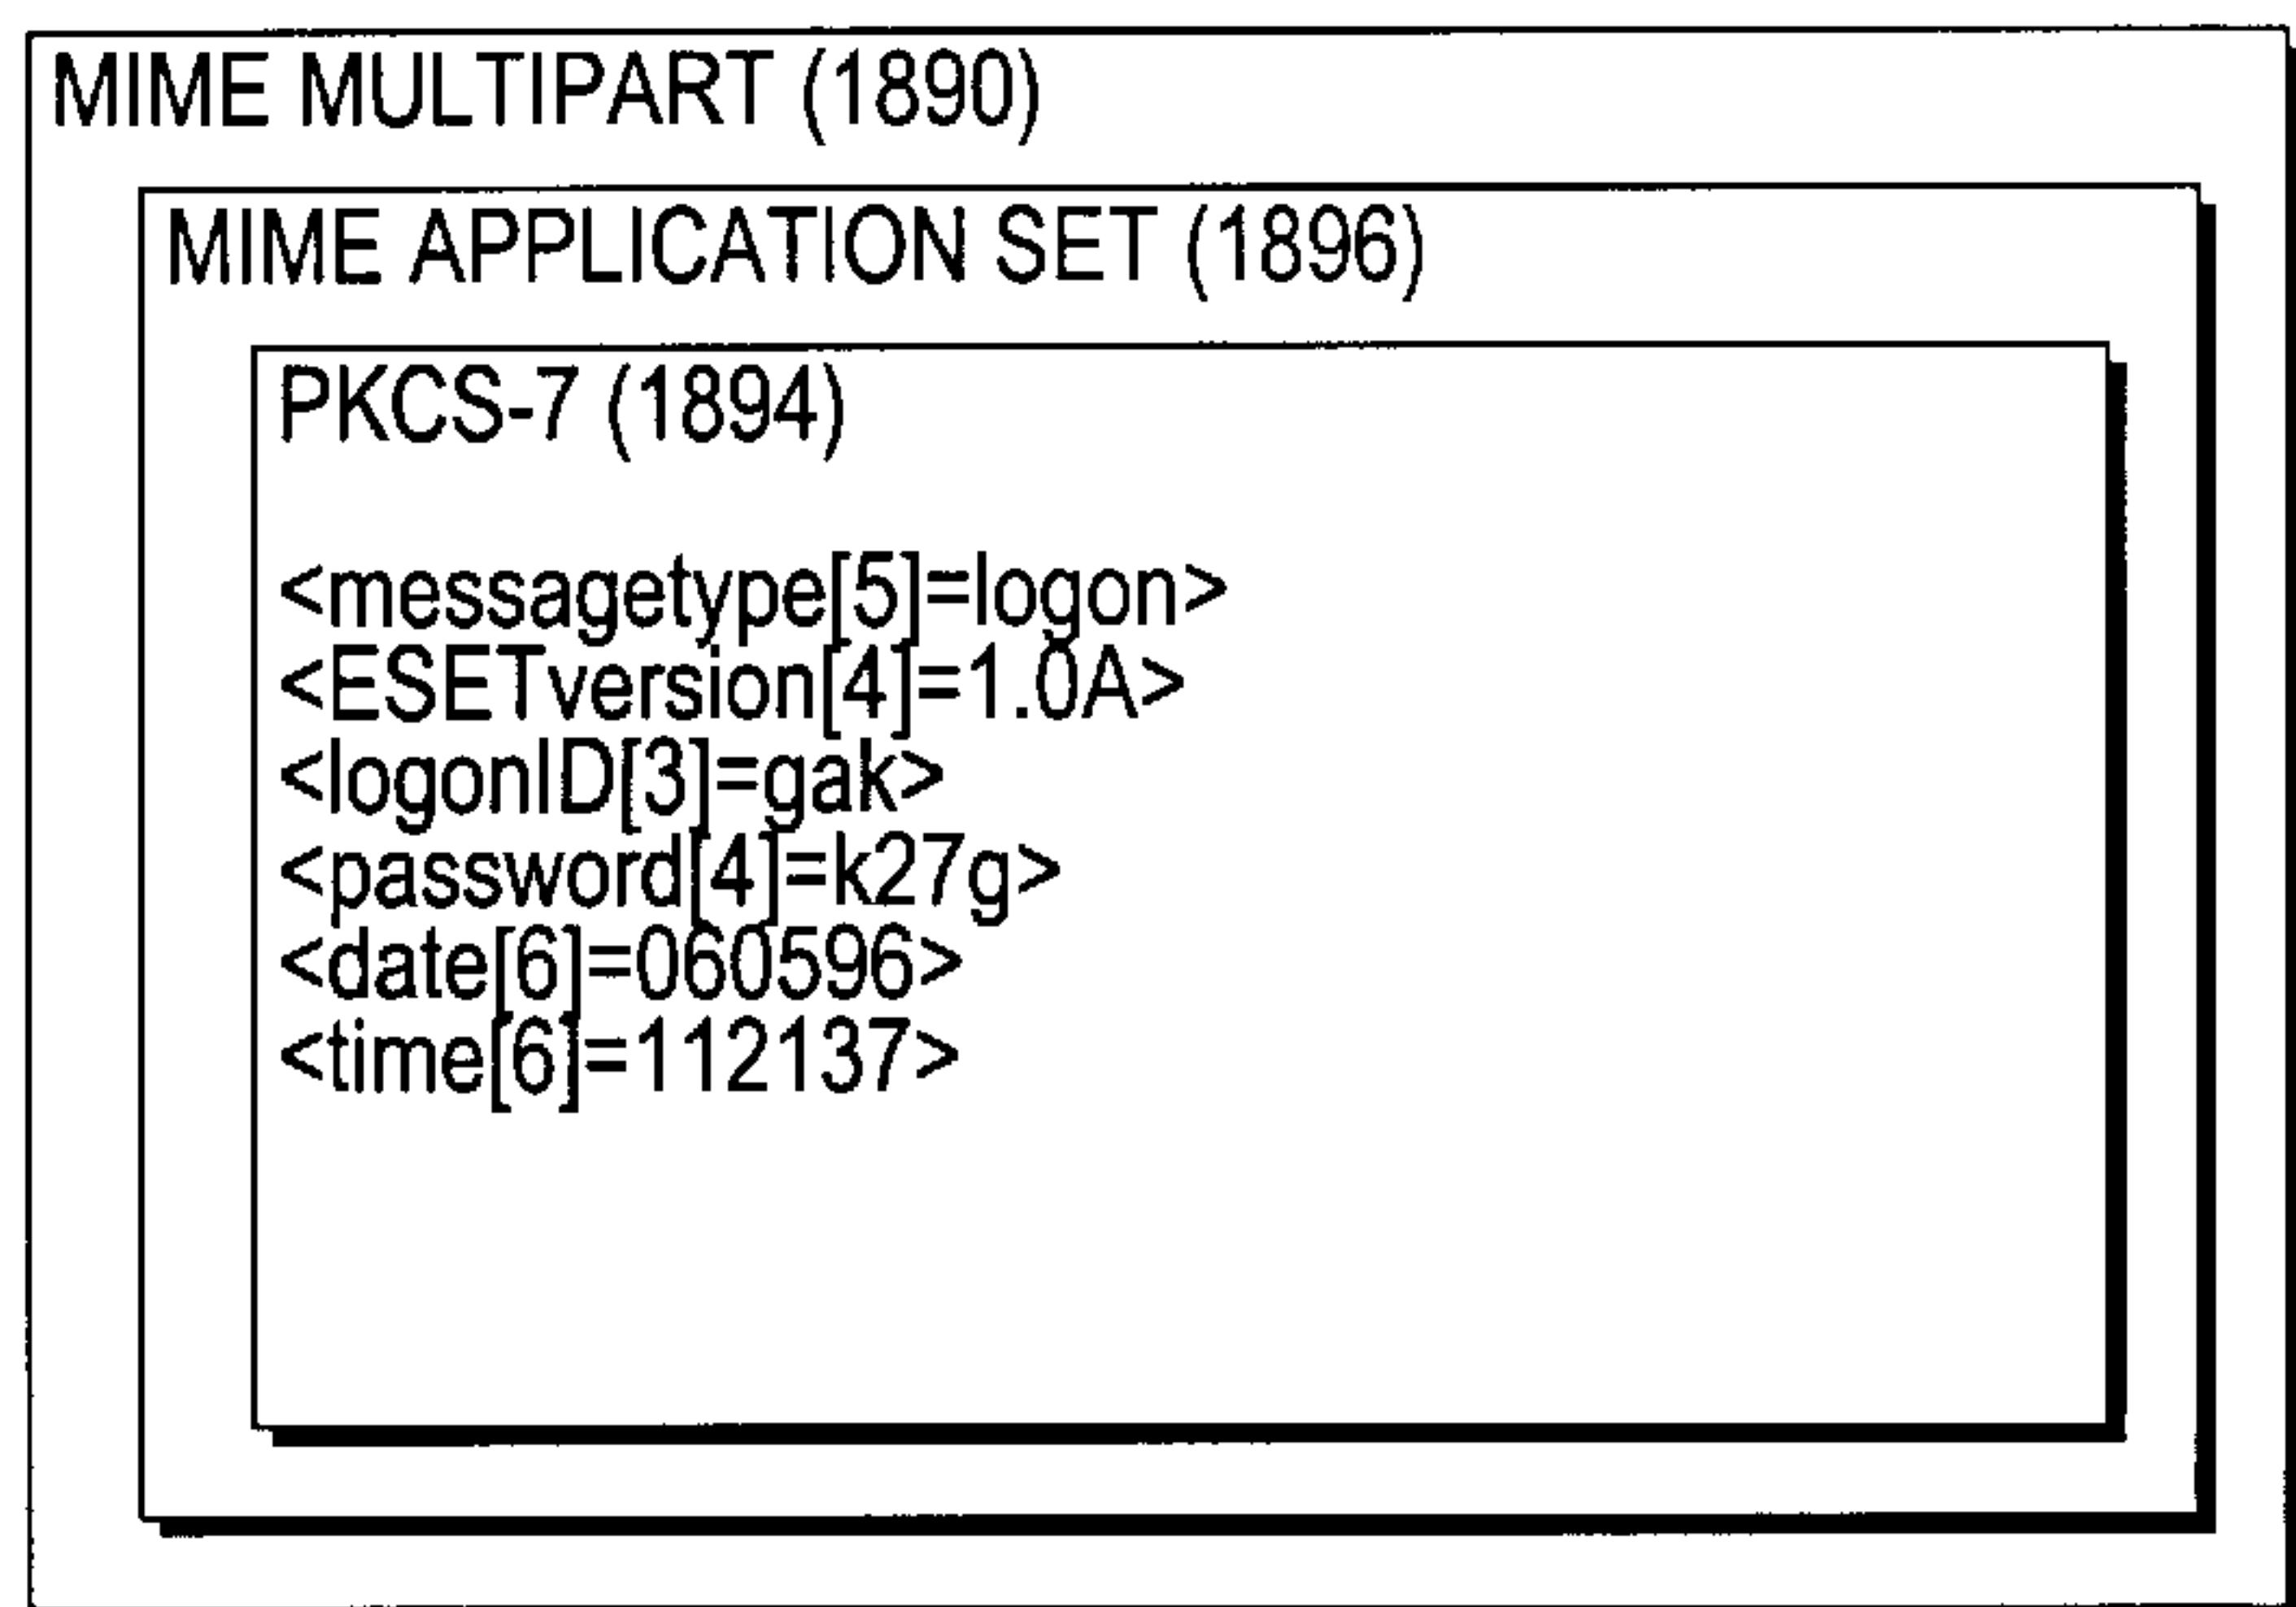 MIME MULTIPART (1890)
MIME APPLICATION SET (1896)
PKCS-7 (1894)
<messagetype[5]=logon>
<ESETversion[4]=1.0A>
<logonID[3]=gak>
<password[4]=k27g>
<date[6]=060596>
<time[6]=112137>